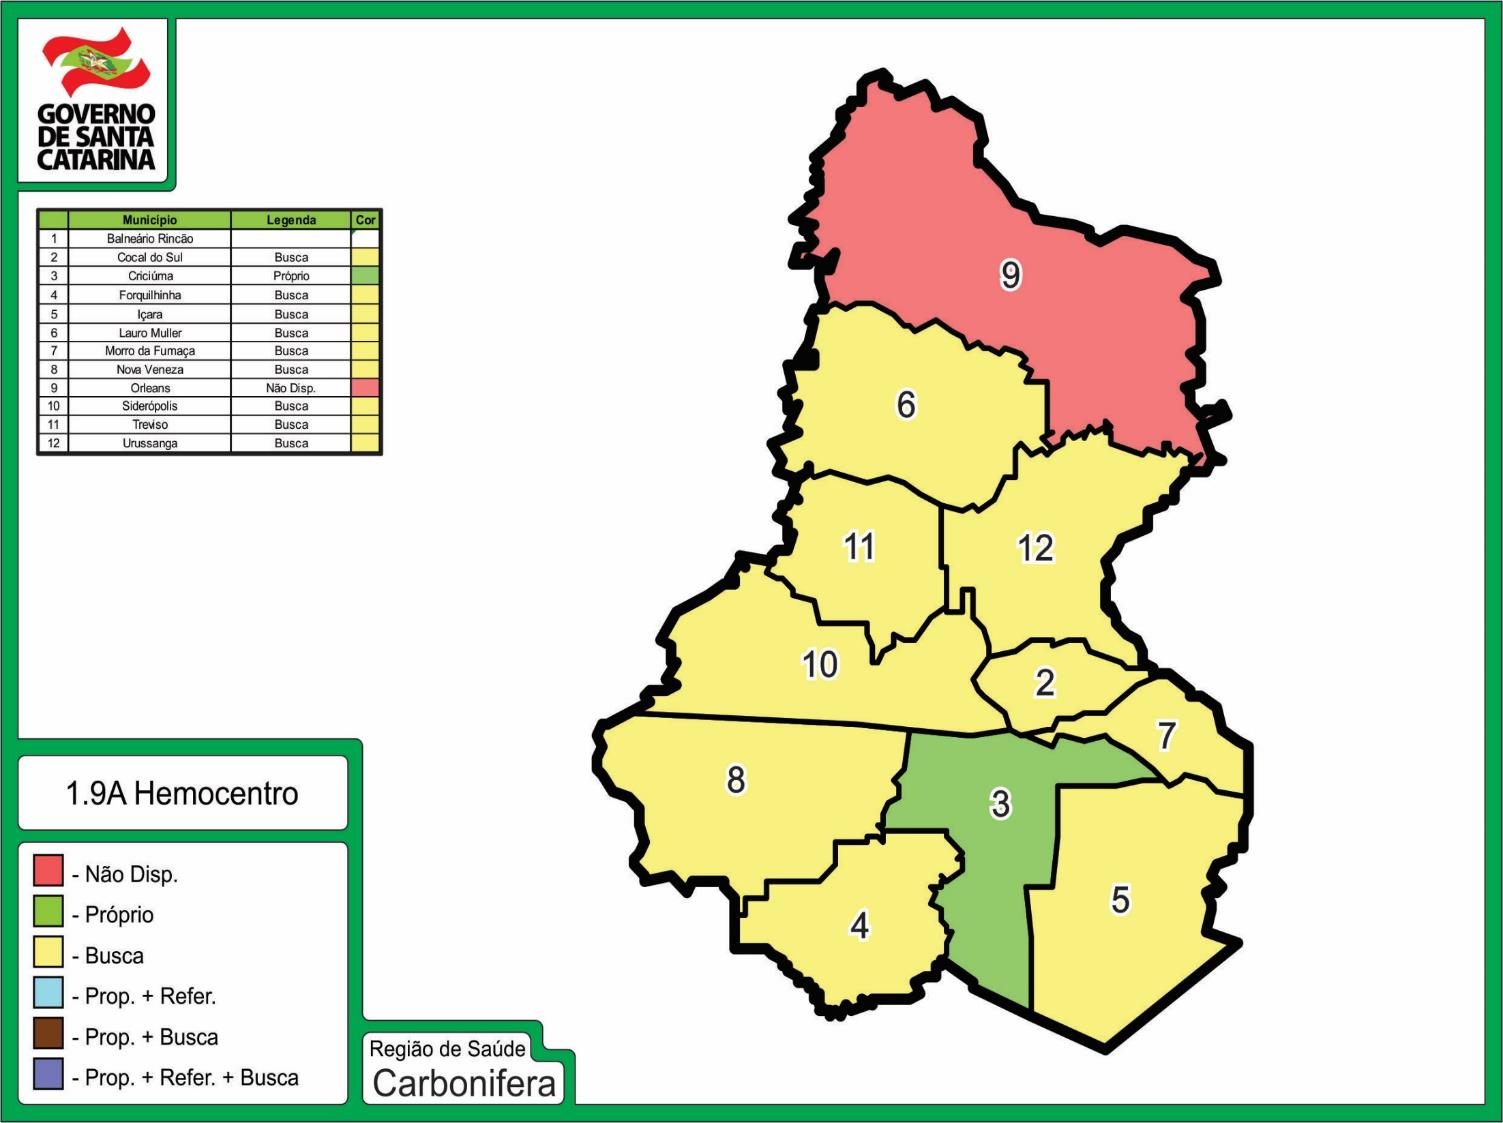 GOVERNO
DE SANTA
CATARINA
Município Legenda Cor
1 Balneário Rincão
2 Cocal do Sul Busca
3 Criciúma Próprio
4 Forquilhinha Busca
5 Içara Busca
6 Lauro Muller Busca
7 Morro da Fumaça Busca
8 Nova Veneza Busca
9 Orleans Não Disp.
10 Siderópolis Busca
11 Treviso Busca
12 Urussanga Busca
9
6
11
12
10
2
7
8
3
5
4
1.9A Hemocentro
- Não Disp.
- Próprio
- Busca
- Prop. + Refer.
- Prop. + Busca
- Prop. + Refer. + Busca
Região de Saúde
Carbonifera